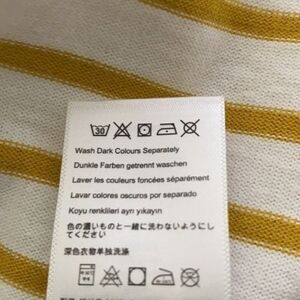 30
Wash Dark Colours Separately
Dunkle Farben getrennt waschen
Laver les couleurs foncées séparément
Lavar colores oscuros por separado
Koyu renklileri ayrı yıkayın
色の濃いものと一緒に洗わないようにし
てください
深色衣物单独洗涤